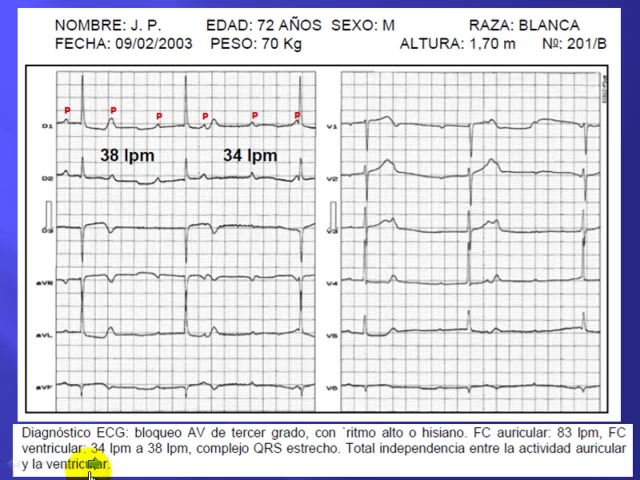 NOMBRE: J. P. EDAD: 72 AÑOS SEXO: M RAZA: BLANCA
FECHA: 09/02/2003 PESO: 70 Kg ALTURA: 1,70 m Nº: 201/B
P P P P P P
D1 V1
38 lpm 34 lpm
D2 V2
D3 V3
aVR V4
aVL V5
aVF V6
Diagnóstico ECG: bloqueo AV de tercer grado, con `ritmo alto o hisiano. FC auricular: 83 lpm, FC
ventricular: 34 lpm a 38 lpm, complejo QRS estrecho. Total independencia entre la actividad auricular
y la ventricular.